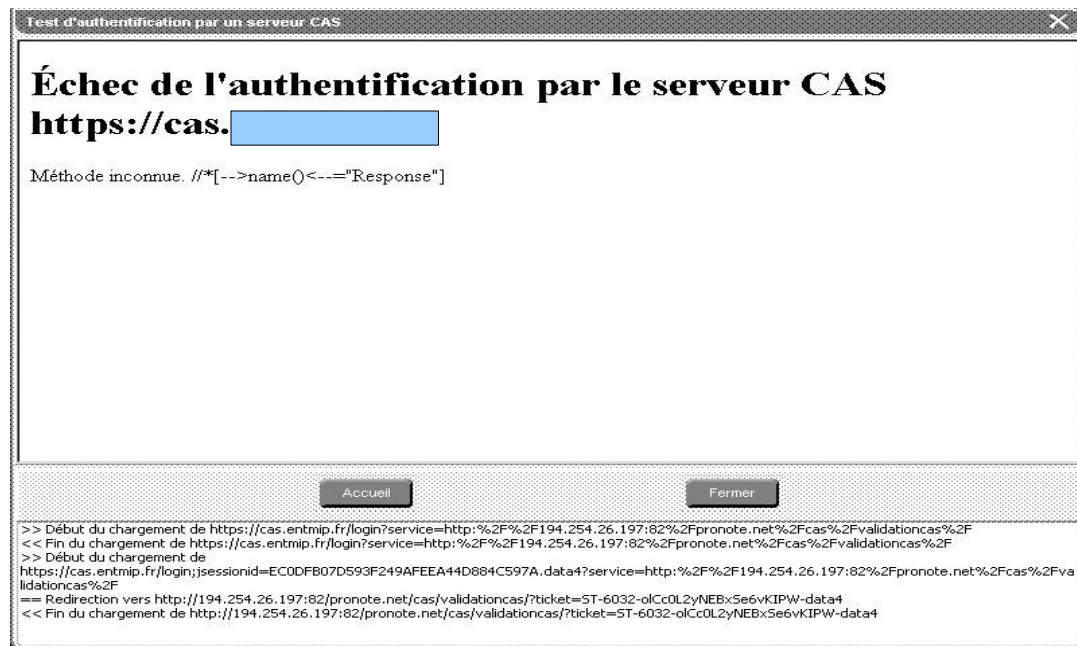 Test d'authentification par un serveur CAS
Échec de l'authentification par le serveur CAS
https://cas.
Méthode inconnue. //*[-->name()<--="Response"]
Accueil
Fermer
>> Début du chargement de https://cas.entmip.fr/login?service=http:%2F%2F194.254.26.197:82%2Fpronote.net%2Fcas%2Fvalidationcas%2F
<< Fin du chargement de https://cas.entmip.fr/login?service=http:%2F%2F194.254.26.197:82%2Fpronote.net%2Fcas%2Fvalidationcas%2F
>> Début du chargement de
https://cas.entmip.fr/login;jsessionid=EC0DFB07D593F249AFEEA44D884C597A.data4?service=http:%2F%2F194.254.26.197:82%2Fpronote.net%2Fcas%2Fva
lidationcas%2F
== Redirection vers http://194.254.26.197:82/pronote.net/cas/validationcas/?ticket=ST-6032-olCc0L2yNEBxSe6vKIPW-data4
<< Fin du chargement de http://194.254.26.197:82/pronote.net/cas/validationcas/?ticket=ST-6032-olCc0L2yNEBxSe6vKIPW-data4